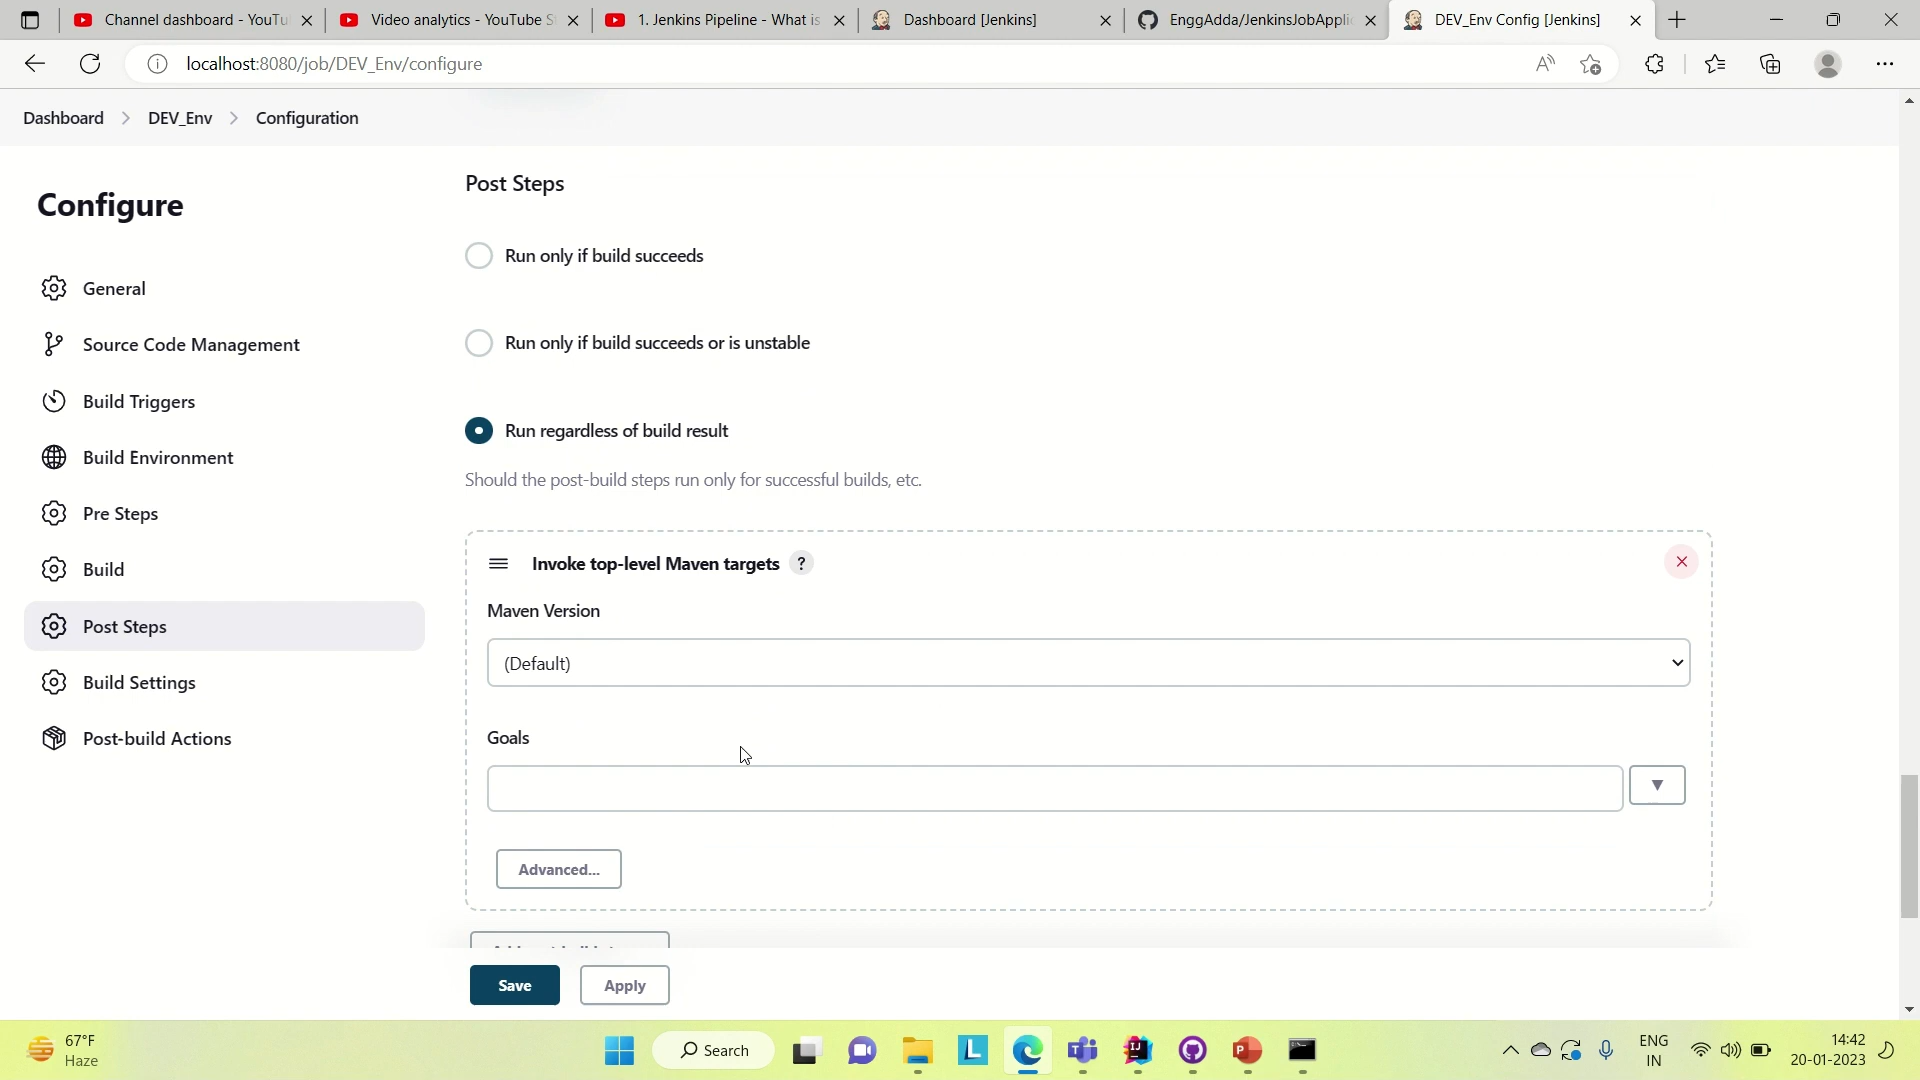 Channel dashboard - YouTu
Video analytics - YouTube S
1. Jenkins Pipeline - What is
Dashboard [Jenkins]
EnggAdda/JenkinsJobApplic
DEV_Env Config [Jenkins]
localhost:8080/job/DEV_Env/configure
Dashboard
DEV_Env
Configuration
Configure
General
Source Code Management
Build Triggers
Build Environment
Pre Steps
Build
Post Steps
Build Settings
Post-build Actions
Post Steps
Run only if build succeeds
Run only if build succeeds or is unstable
Run regardless of build result
Should the post-build steps run only for successful builds, etc.
Invoke top-level Maven targets ?
Maven Version
(Default)
Goals
Advanced...
Save
Apply
67°F
Haze
Search
ENG
IN
14:42
20-01-2023